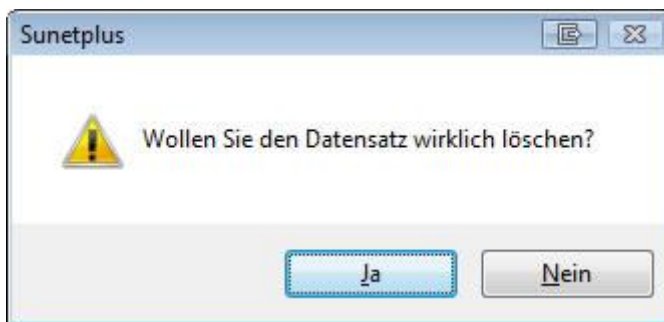 Sunetplus
Wollen Sie den Datensatz wirklich löschen?
Ja
Nein